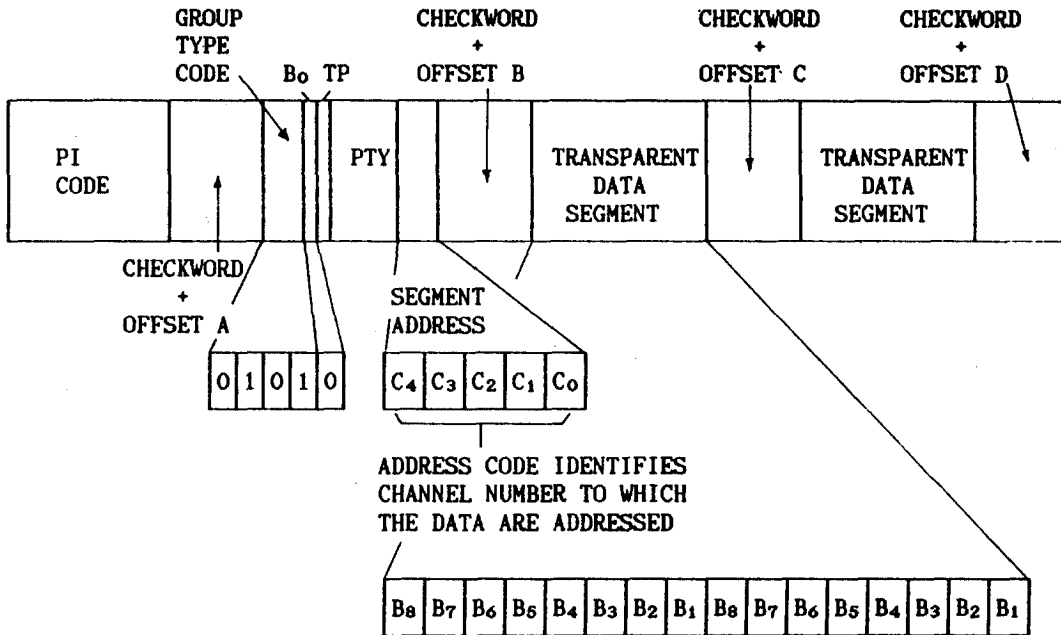 GROUP
TYPE
CODE
B₀ TP
CHECKWORD
+
OFFSET B
CHECKWORD
+
OFFSET C
CHECKWORD
+
OFFSET D
PI
CODE
PTY
TRANSPARENT
DATA
SEGMENT
TRANSPARENT
DATA
SEGMENT
CHECKWORD
+
OFFSET A
SEGMENT
ADDRESS
0 1 0 1 0
C₄ C₃ C₂ C₁ C₀
ADDRESS CODE IDENTIFIES
CHANNEL NUMBER TO WHICH
THE DATA ARE ADDRESSED
B₈ B₇ B₆ B₅ B₄ B₃ B₂ B₁ B₈ B₇ B₆ B₅ B₄ B₃ B₂ B₁